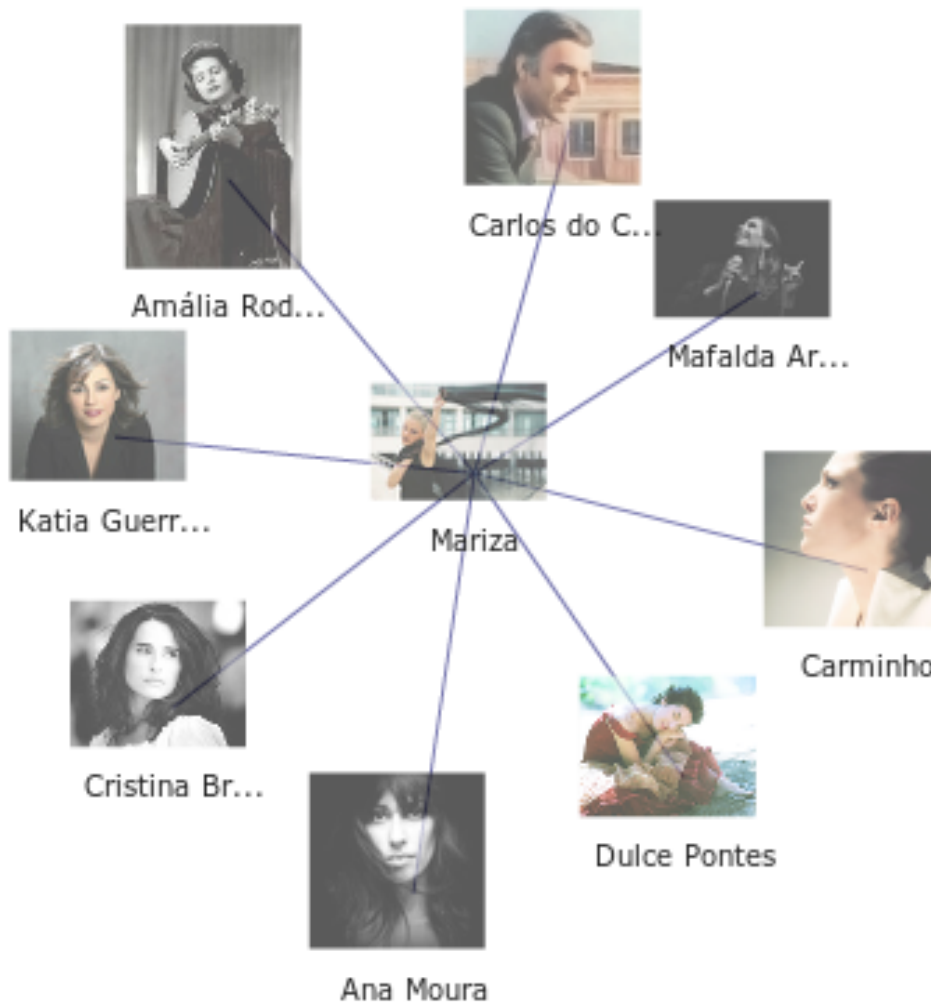 Carlos do C...
Amália Rod...
Mafalda Ar...
Katia Guerr...
Mariza
Carminho
Cristina Br...
Dulce Pontes
Ana Moura